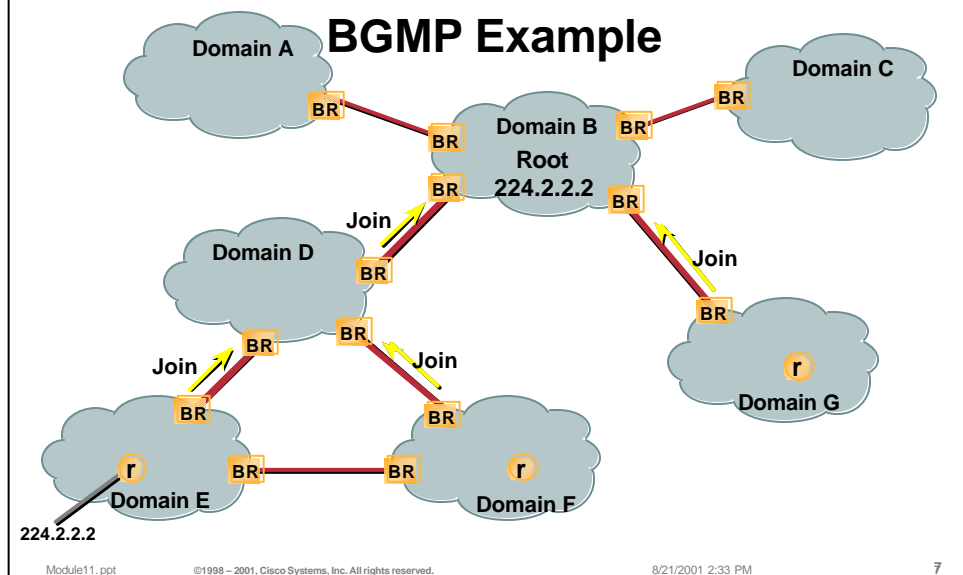 BGMP Example
Domain A
Domain C
BR
BR
Domain B
BR
BR
Root
224.2.2.2
BR
BR
Join
Domain D
Join
BR
BR
BR
BR
Join
Join
r
Domain G
BR
BR
r
BR
BR
r
Domain E
Domain F
224.2.2.2
Module11.ppt
©1998 – 2001, Cisco Systems, Inc. All rights reserved.
8/21/2001 2:33 PM
7